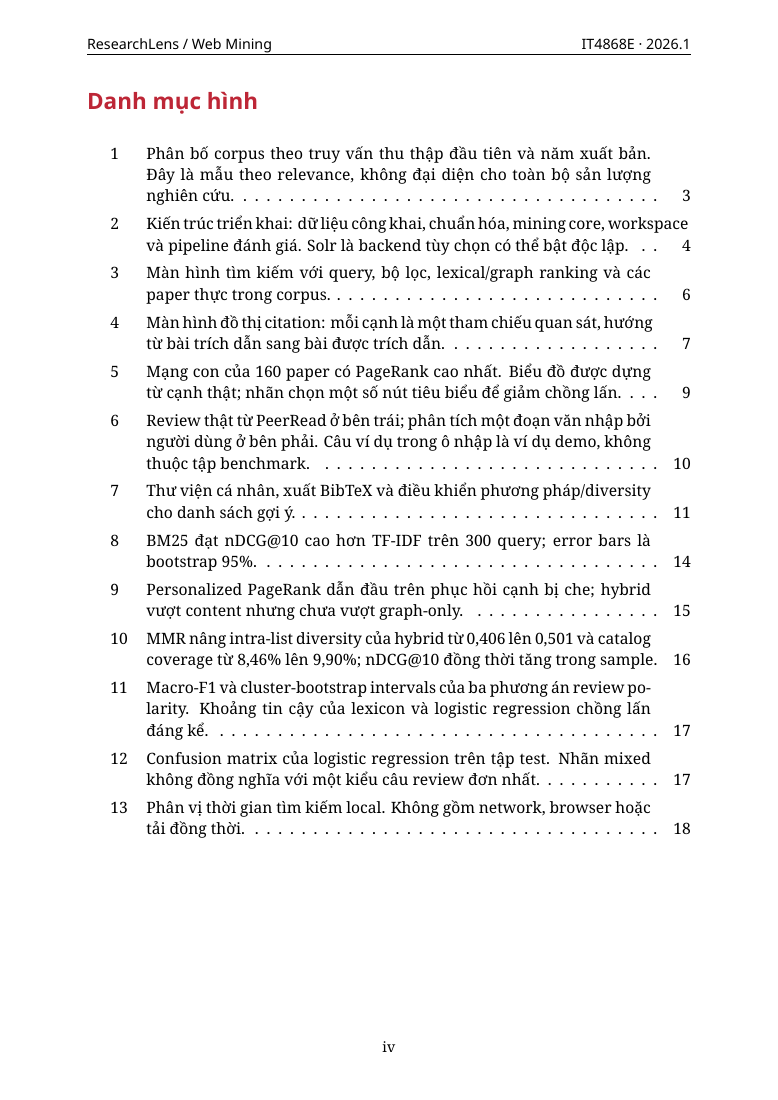 ResearchLens / Web Mining IT4868E · 2026.1
Danh mục hình
1 Phân bố corpus theo truy vấn thu thập đầu tiên và năm xuất bản.
Đây là mẫu theo relevance, không đại diện cho toàn bộ sản lượng
nghiên cứu. . . . . . . . . . . . . . . . . . . . . . . . . . . . . . . . . . . . . . . 3
2 Kiến trúc triển khai: dữ liệu công khai, chuẩn hóa, mining core, workspace
và pipeline đánh giá. Solr là backend tùy chọn có thể bật độc lập. . . 4
3 Màn hình tìm kiếm với query, bộ lọc, lexical/graph ranking và các
paper thực trong corpus. . . . . . . . . . . . . . . . . . . . . . . . . . . . . . 6
4 Màn hình đồ thị citation: mỗi cạnh là một tham chiếu quan sát, hướng
từ bài trích dẫn sang bài được trích dẫn. . . . . . . . . . . . . . . . . . . 7
5 Mạng con của 160 paper có PageRank cao nhất. Biểu đồ được dựng
từ cạnh thật; nhãn chọn một số nút tiêu biểu để giảm chồng lấn. . . . 9
6 Review thật từ PeerRead ở bên trái; phân tích một đoạn văn nhập bởi
người dùng ở bên phải. Câu ví dụ trong ô nhập là ví dụ demo, không
thuộc tập benchmark. . . . . . . . . . . . . . . . . . . . . . . . . . . . . . . 10
7 Thư viện cá nhân, xuất BibTeX và điều khiển phương pháp/diversity
cho danh sách gợi ý. . . . . . . . . . . . . . . . . . . . . . . . . . . . . . . . . 11
8 BM25 đạt nDCG@10 cao hơn TF-IDF trên 300 query; error bars là
bootstrap 95%. . . . . . . . . . . . . . . . . . . . . . . . . . . . . . . . . . . . 14
9 Personalized PageRank dẫn đầu trên phục hồi cạnh bị che; hybrid
vượt content nhưng chưa vượt graph-only. . . . . . . . . . . . . . . . . 15
10 MMR nâng intra-list diversity của hybrid từ 0,406 lên 0,501 và catalog
coverage từ 8,46% lên 9,90%; nDCG@10 đồng thời tăng trong sample. 16
11 Macro-F1 và cluster-bootstrap intervals của ba phương án review po-
larity. Khoảng tin cậy của lexicon và logistic regression chồng lấn
đáng kể. . . . . . . . . . . . . . . . . . . . . . . . . . . . . . . . . . . . . . . . . 17
12 Confusion matrix của logistic regression trên tập test. Nhãn mixed
không đồng nghĩa với một kiểu câu review đơn nhất. . . . . . . . . . . 17
13 Phân vị thời gian tìm kiếm local. Không gồm network, browser hoặc
tải đồng thời. . . . . . . . . . . . . . . . . . . . . . . . . . . . . . . . . . . . . . 18
iv